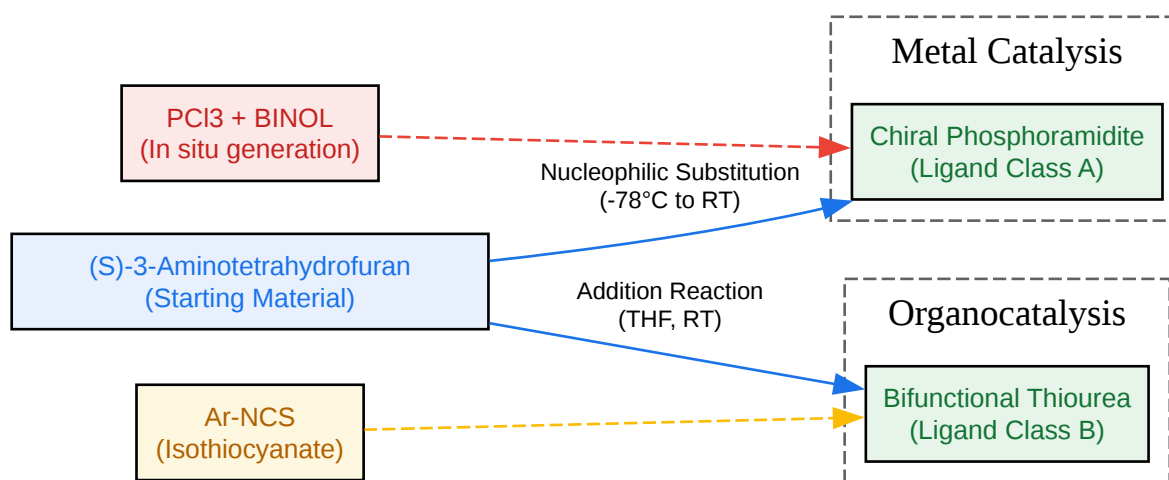 Metal Catalysis
PCl3 + BINOL
(In situ generation)
Chiral Phosphoramidite
(Ligand Class A)
Nucleophilic Substitution
(-78°C to RT)
(S)-3-Aminotetrahydrofuran
(Starting Material)
Addition Reaction
(THF, RT)
Organocatalysis
Ar-NCS
(Isothiocyanate)
Bifunctional Thiourea
(Ligand Class B)